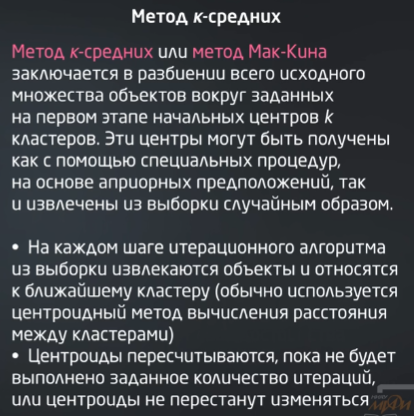 Метод к-средних
Метод к-средних или метод Мак-Кина
заключается в разбиении всего исходного
множества объектов вокруг заданных
на первом этапе начальных центров k
кластеров. Эти центры могут быть получены
как с помощью специальных процедур,
на основе априорных предположений, так
и извлечены из выборки случайным образом.
• На каждом шаге итерационного алгоритма
из выборки извлекаются объекты и относятся
к ближайшему кластеру (обычно используется
центроидный метод вычисления расстояния
между кластерами)
• Центроиды пересчитываются, пока не будет
выполнено заданное количество итераций,
или центроиды не перестанут изменяться